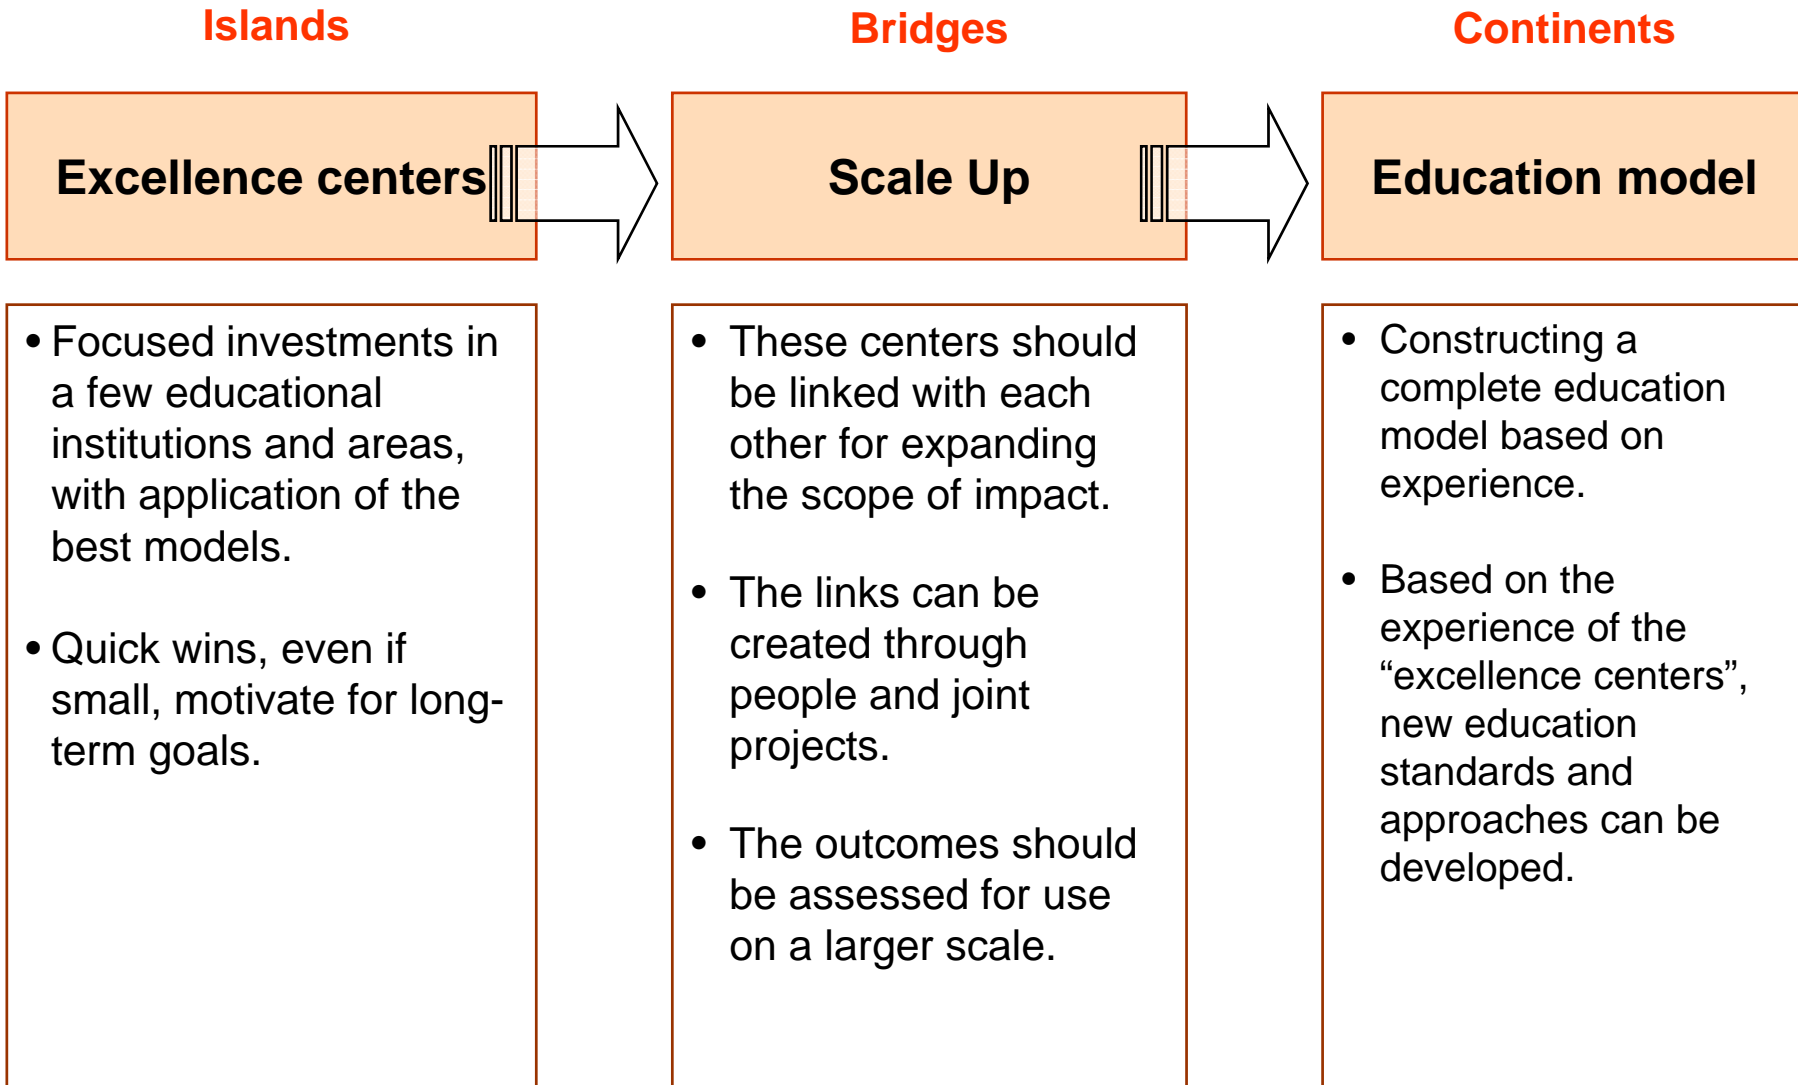 Islands
Bridges
Continents
Excellence centers
Scale Up
Education model
• Focused investments in
a few educational
institutions and areas,
with application of the
best models.
• Quick wins, even if
small, motivate for long-
term goals.
• These centers should
be linked with each
other for expanding
the scope of impact.
• The links can be
created through
people and joint
projects.
• The outcomes should
be assessed for use
on a larger scale.
• Constructing a
complete education
model based on
experience.
• Based on the
experience of the
“excellence centers”,
new education
standards and
approaches can be
developed.